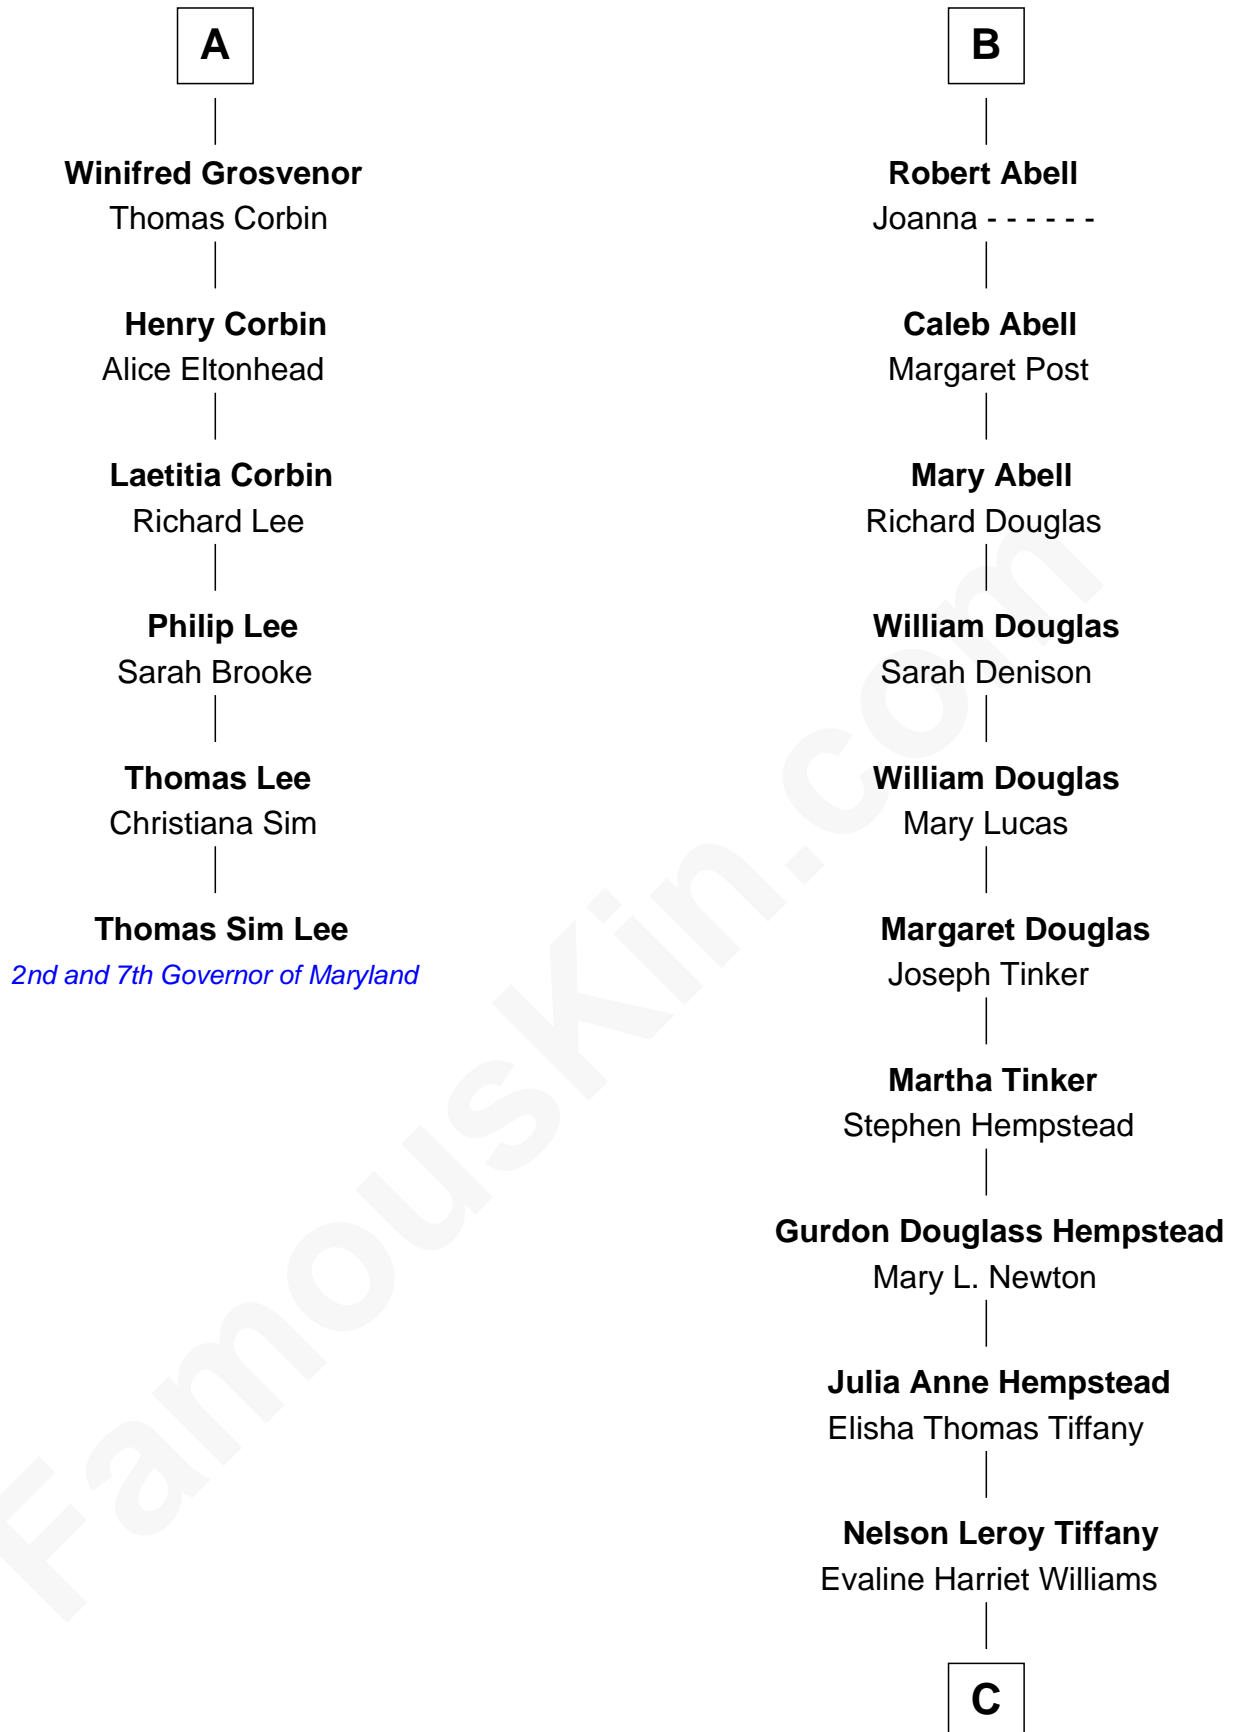 A
Winifred Grosvenor
Thomas Corbin
Henry Corbin
Alice Eltonhead
Laetitia Corbin
Richard Lee
Philip Lee
Sarah Brooke
Thomas Lee
Christiana Sim
Thomas Sim Lee
2nd and 7th Governor of Maryland
B
Robert Abell
Joanna - - - - - -
Caleb Abell
Margaret Post
Mary Abell
Richard Douglas
William Douglas
Sarah Denison
William Douglas
Mary Lucas
Margaret Douglas
Joseph Tinker
Martha Tinker
Stephen Hempstead
Gurdon Douglass Hempstead
Mary L. Newton
Julia Anne Hempstead
Elisha Thomas Tiffany
Nelson Leroy Tiffany
Evaline Harriet Williams
C
FamousKin.com